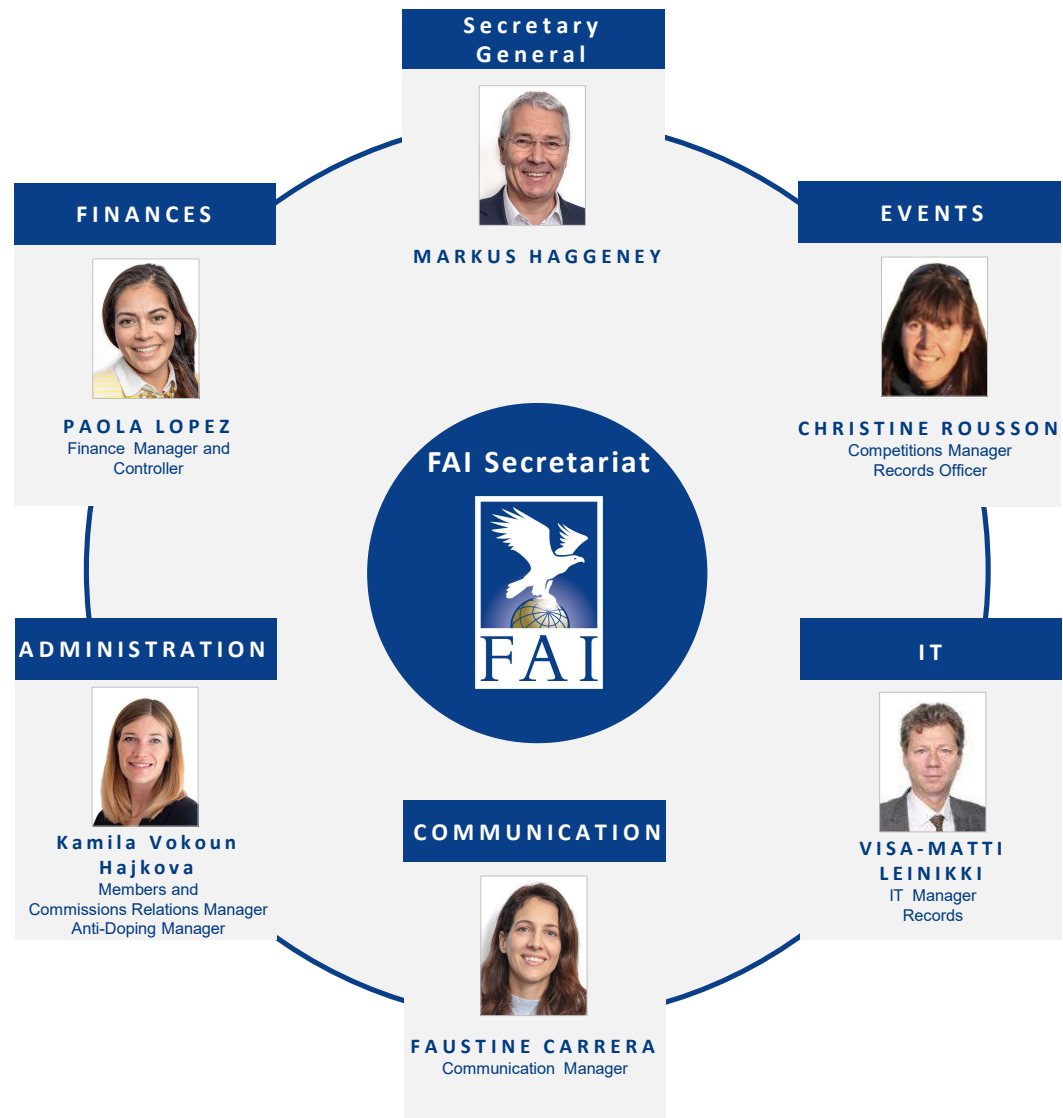 Secretary
General
MARKUS HAGGENEY
FINANCES
PAOLA LOPEZ
Finance Manager and
Controller
EVENTS
CHRISTINE ROUSSON
Competitions Manager
Records Officer
FAI Secretariat
FAI
ADMINISTRATION
Kamila Vokoun
Hajkova
Members and
Commissions Relations Manager
Anti-Doping Manager
IT
VISA-MATTI
LEINIKKI
IT Manager
Records
COMMUNICATION
FAUSTINE CARRERA
Communication Manager